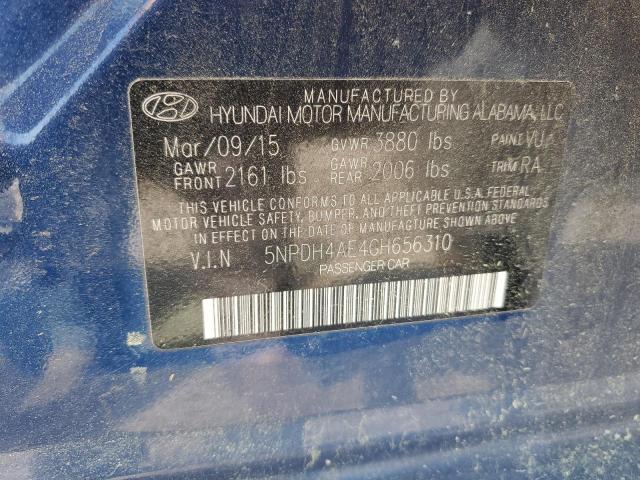 MANUFACTURED BY
HYUNDAI MOTOR MANUFACTURING ALABAMA, LLC
Mar/09/15 GVWR 3880 lbs PAINT VU
GAWR FRONT 2161 lbs GAWR REAR 2006 lbs TRIM RA
THIS VEHICLE CONFORMS TO ALL APPLICABLE U.S.A. FEDERAL
MOTOR VEHICLE SAFETY, BUMPER, AND THEFT PREVENTION STANDARDS
IN EFFECT ON THE DATE OF MANUFACTURE SHOWN ABOVE.
V.I.N 5NPDH4AE4GH656310
PASSENGER CAR